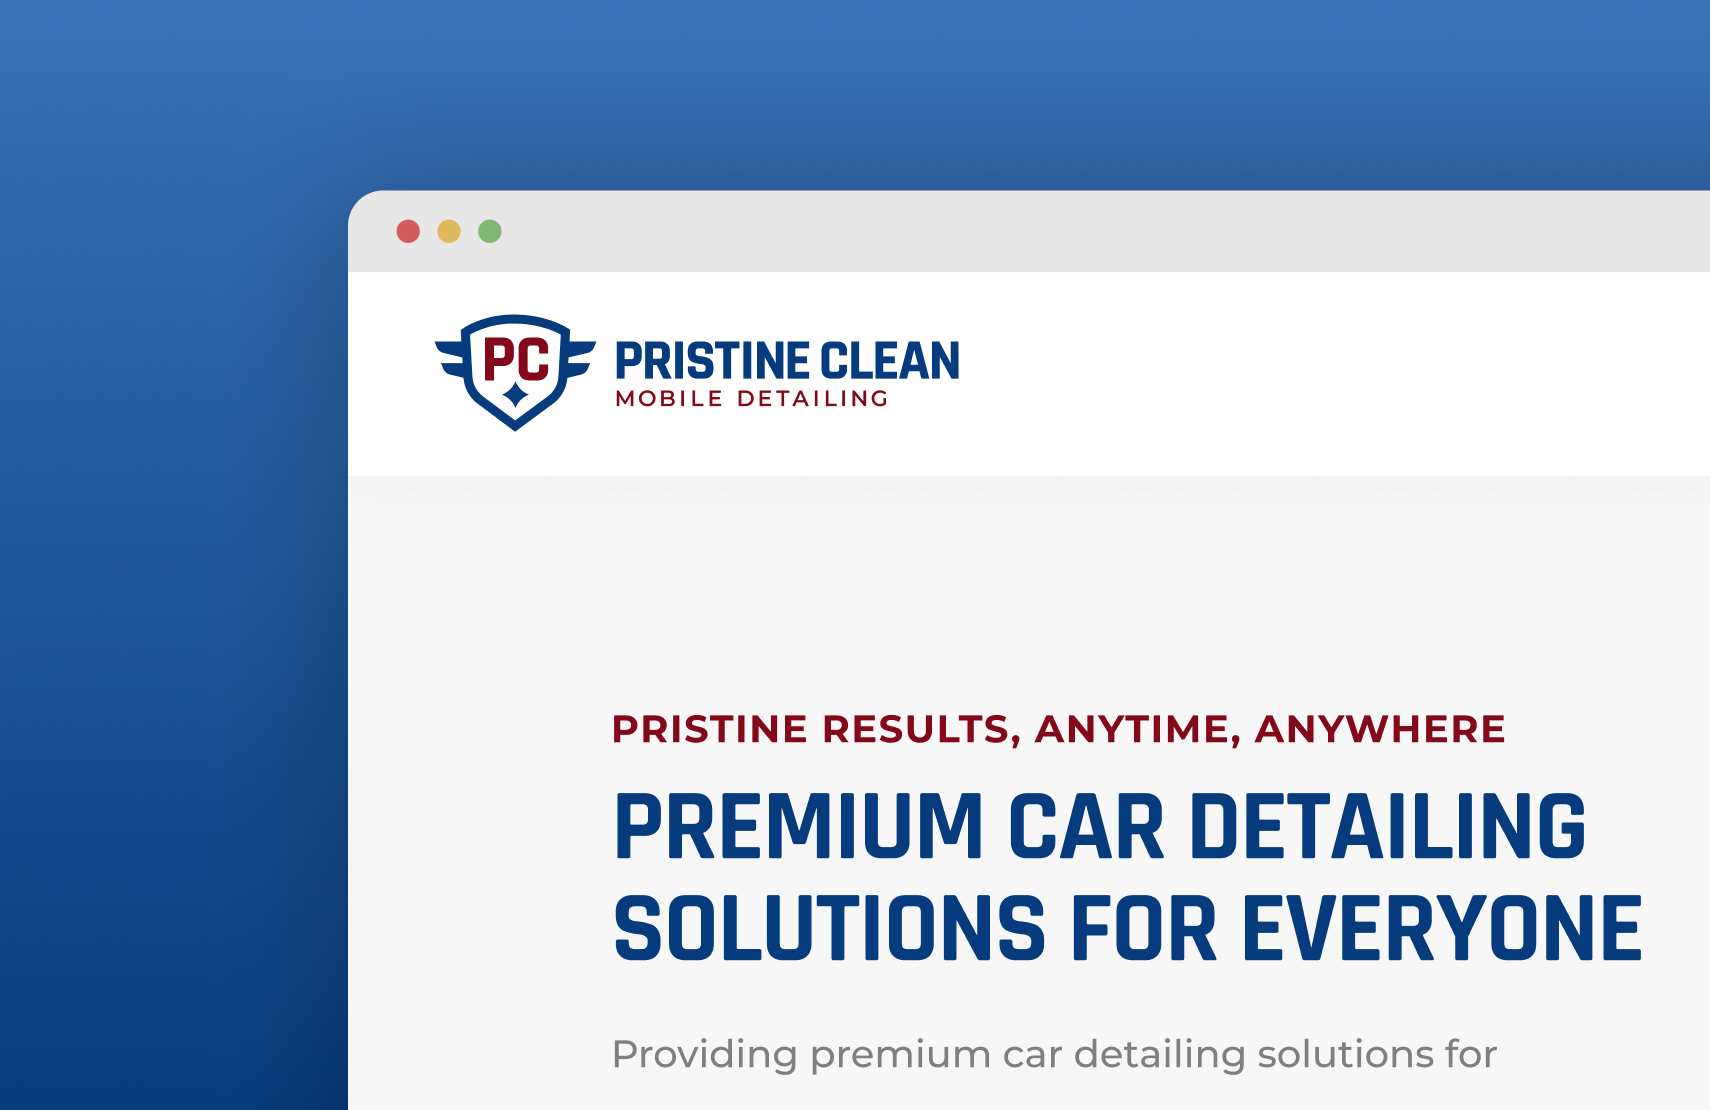 PC
PRISTINE CLEAN
MOBILE DETAILING
PRISTINE RESULTS, ANYTIME, ANYWHERE
PREMIUM CAR DETAILING
SOLUTIONS FOR EVERYONE
Providing premium car detailing solutions for